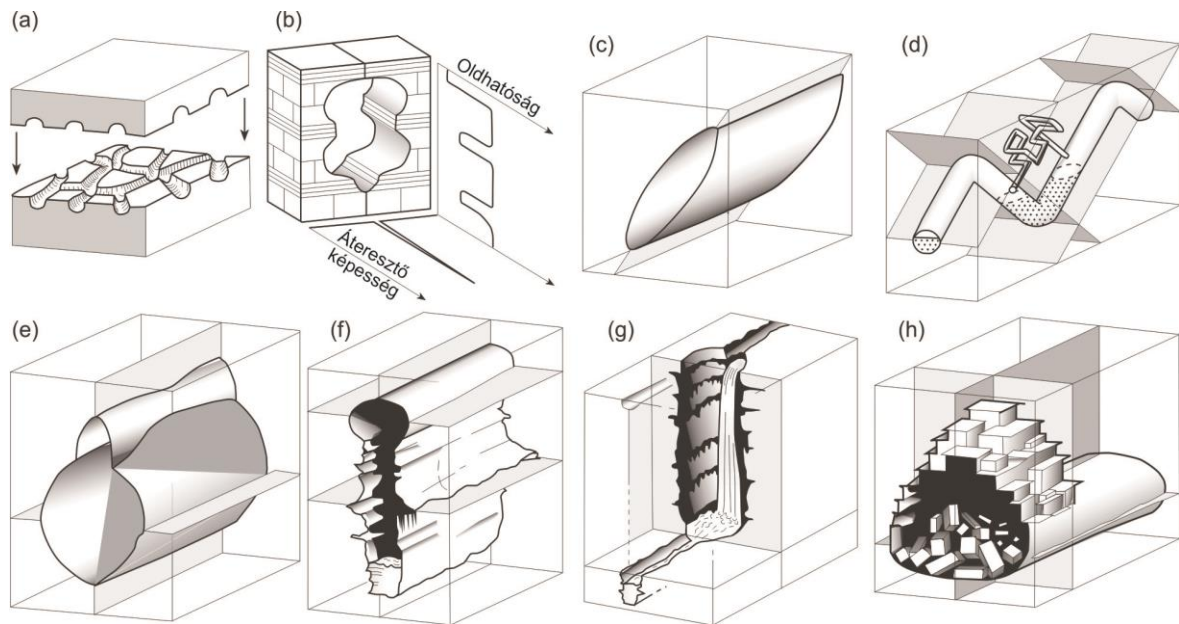 (a)
(b)
Oldhatóság
Áteresztő
képesség
(c)
(d)
(e)
(f)
(g)
(h)